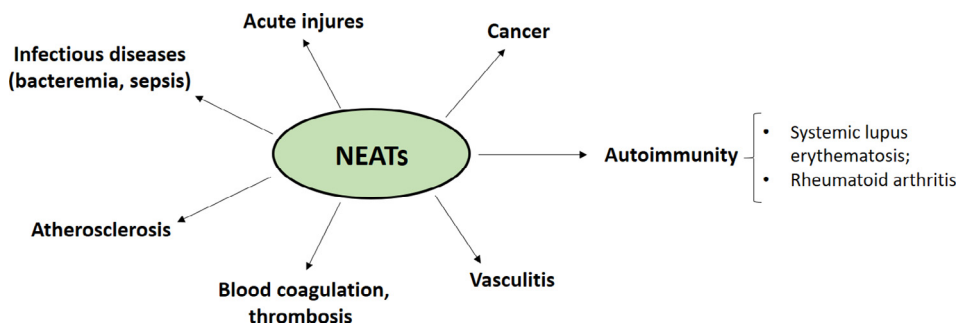 Acute injures
Cancer
Infectious diseases
(bacteremia, sepsis)
NEATs
Autoimmunity
• Systemic lupus
erythematosis;
• Rheumatoid arthritis
Atherosclerosis
Vasculitis
Blood coagulation,
thrombosis